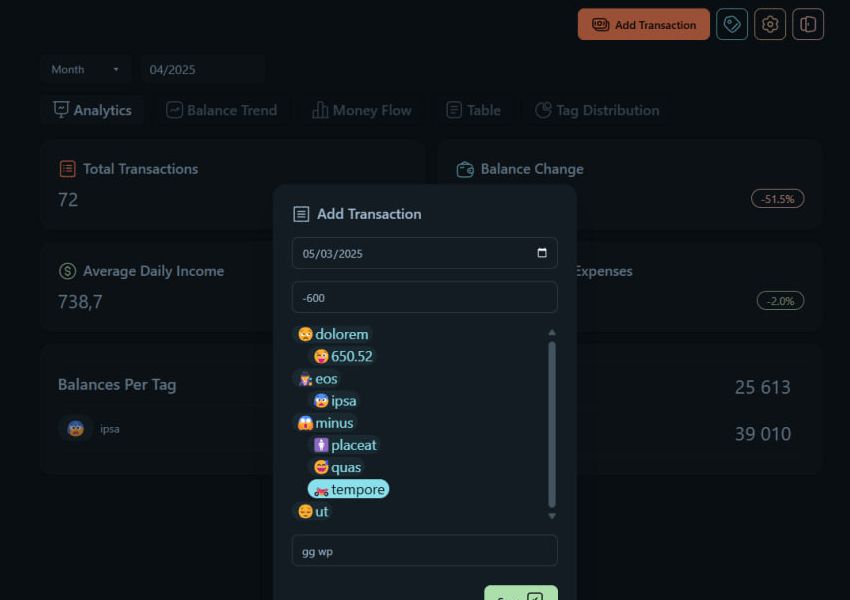 Add Transaction
Month 04/2025
Analytics Balance Trend Money Flow Table Tag Distribution
Total Transactions
72
Balance Change
-51.5%
Average Daily Income
738,7
Expenses
-2.0%
Balances Per Tag
ipsa
25 613
39 010
Add Transaction
05/03/2025
-600
dolorem
650.52
eos
ipsa
minus
placeat
quas
tempore
ut
gg wp